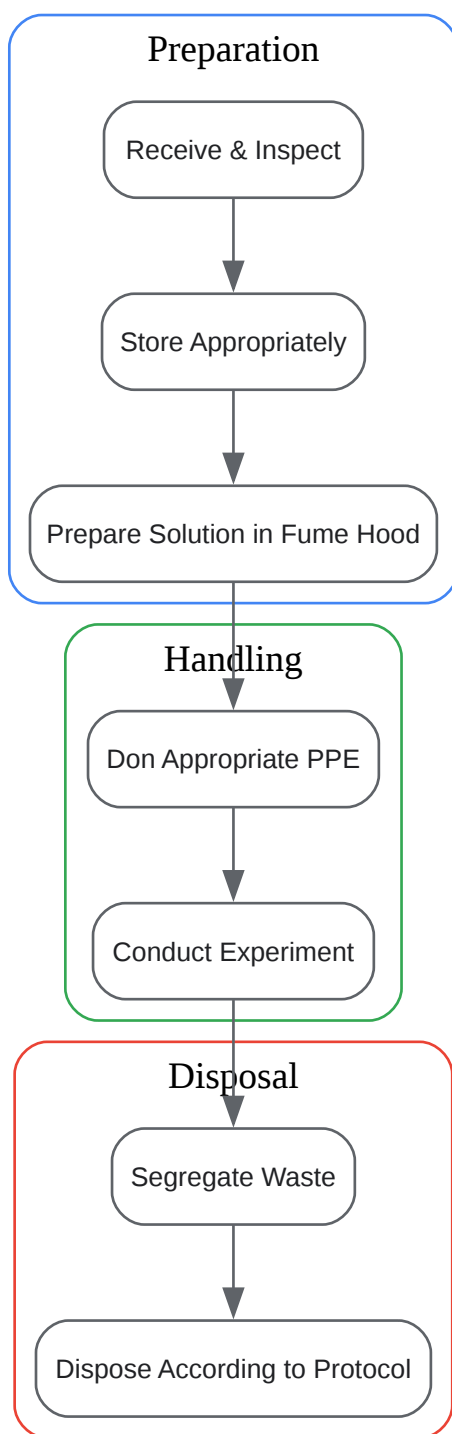 Preparation
Receive & Inspect
Store Appropriately
Prepare Solution in Fume Hood
Handling
Don Appropriate PPE
Conduct Experiment
Disposal
Segregate Waste
Dispose According to Protocol